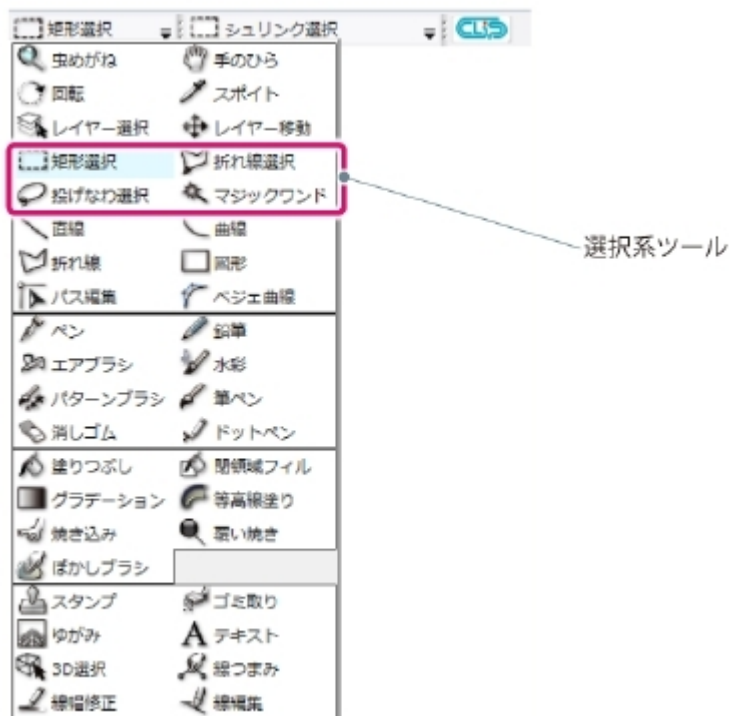 矩形選択 シュリンク選択 CLIS
虫めがね 手のひら
回転 スポイト
レイヤー選択 レイヤー移動
矩形選択 折れ線選択
投げなわ選択 マジックワンド
選択系ツール
直線 曲線
折れ線 図形
パス編集 ベジェ曲線
ペン 鉛筆
エアブラシ 水彩
パターンブラシ 筆ペン
消しゴム ドットペン
塗りつぶし 閉領域フィル
グラデーション 等高線塗り
焼き込み 覆い焼き
ぼかしブラシ
スタンプ ゴミ取り
ゆがみ テキスト
3D選択 線つまみ
線幅修正 線編集